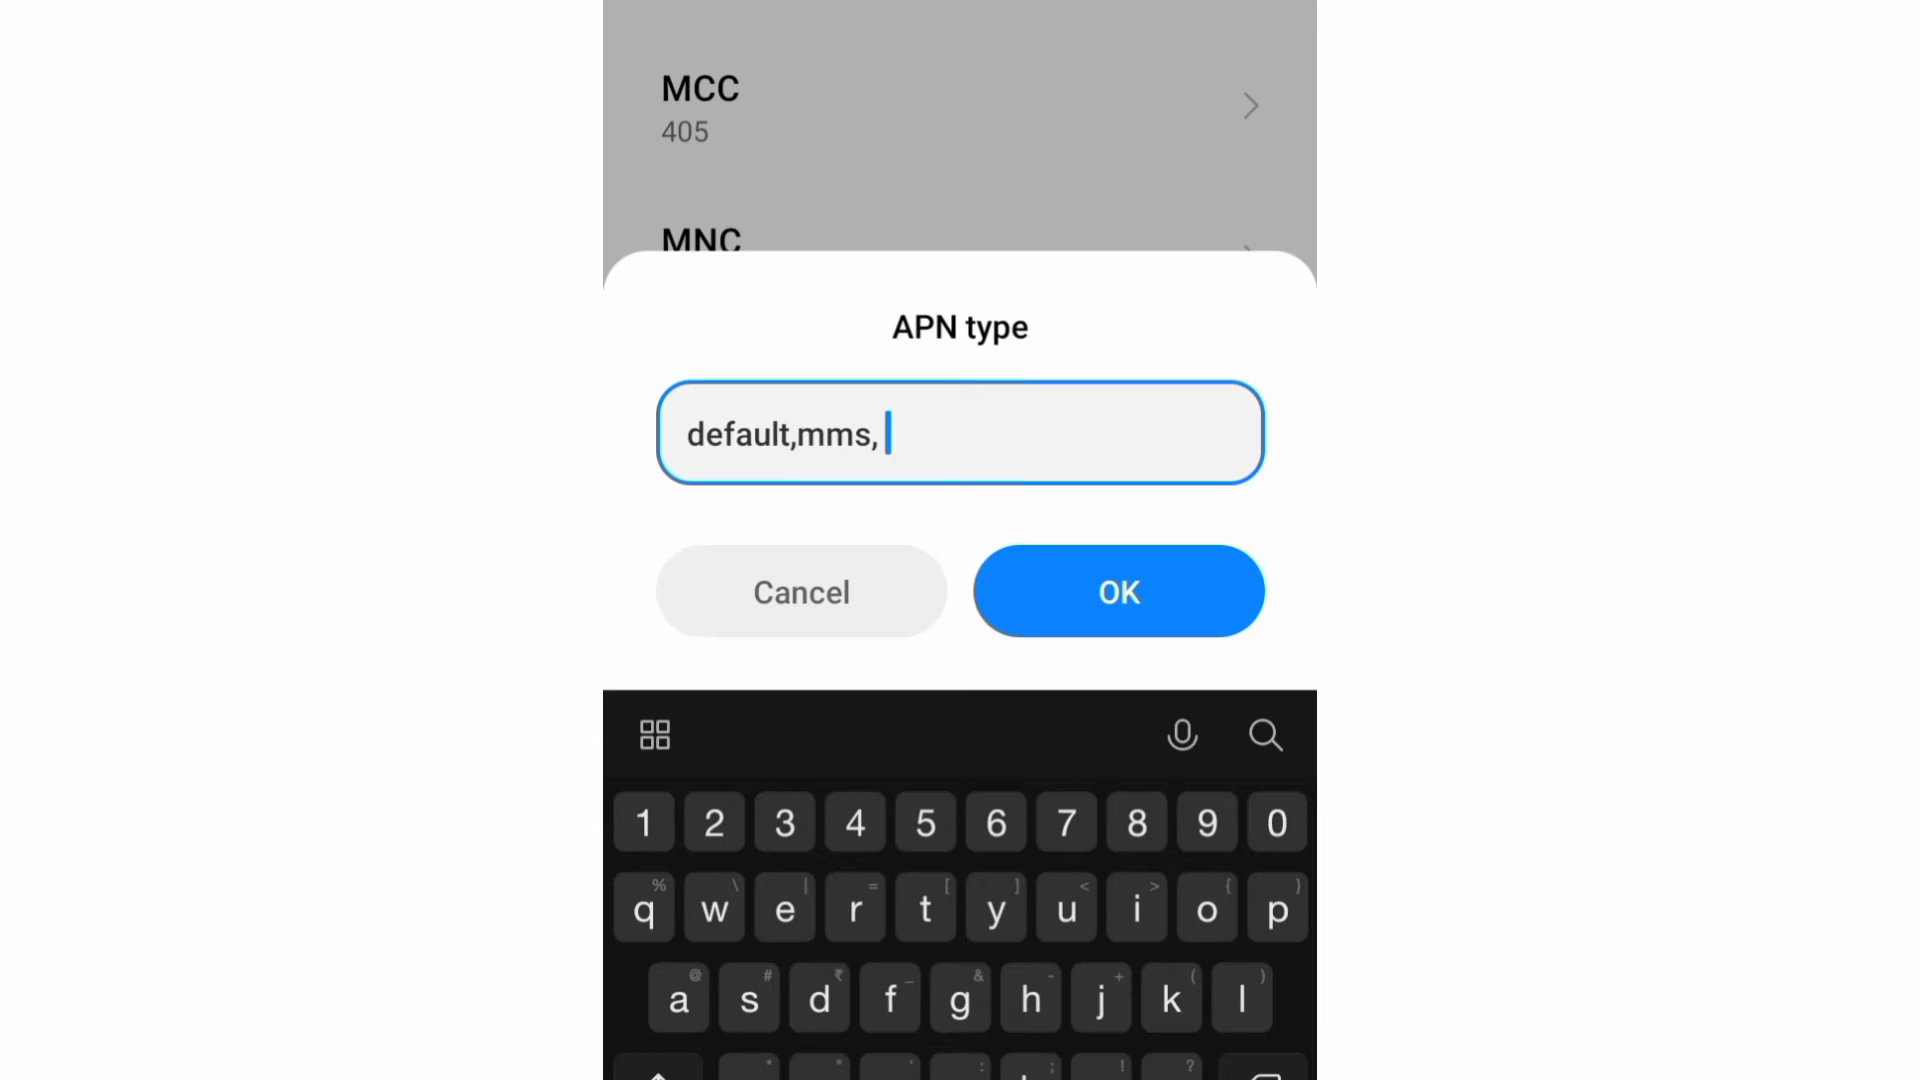 MCC
405
MNC
APN type
default,mms,
Cancel
OK
1 2 3 4 5 6 7 8 9 0
% \ | = [ ] < > { }
q w e r t y u i o p
@ # ₹ _ & - + ( )
a s d f g h j k l
* " ' : ; ! ?